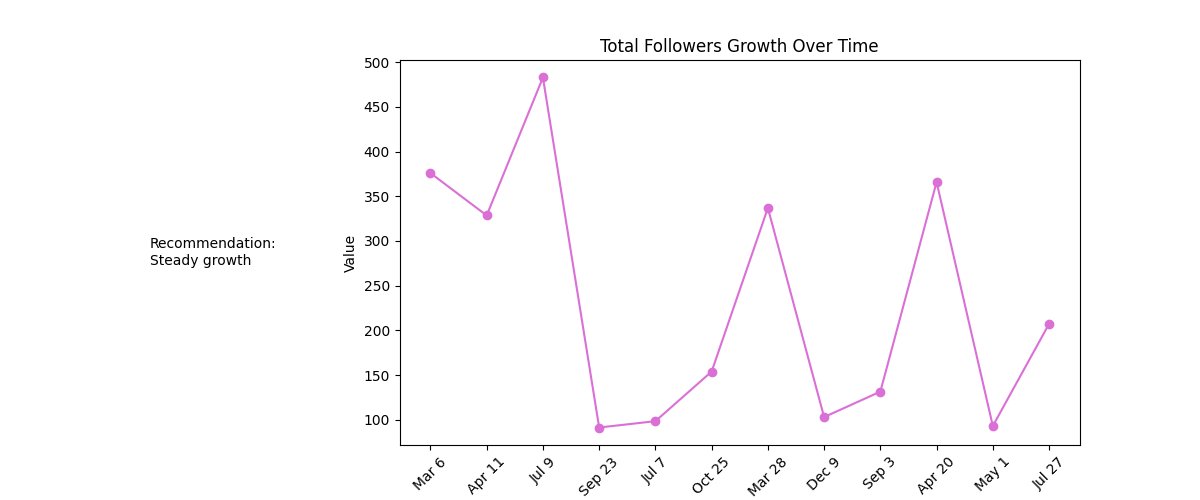 Total Followers Growth Over Time
Recommendation:
Steady growth
Value
500
450
400
350
300
250
200
150
100
Mar 6
Apr 11
Jul 9
Sep 23
Jul 7
Oct 25
Mar 28
Dec 9
Sep 3
Apr 20
May 1
Jul 27